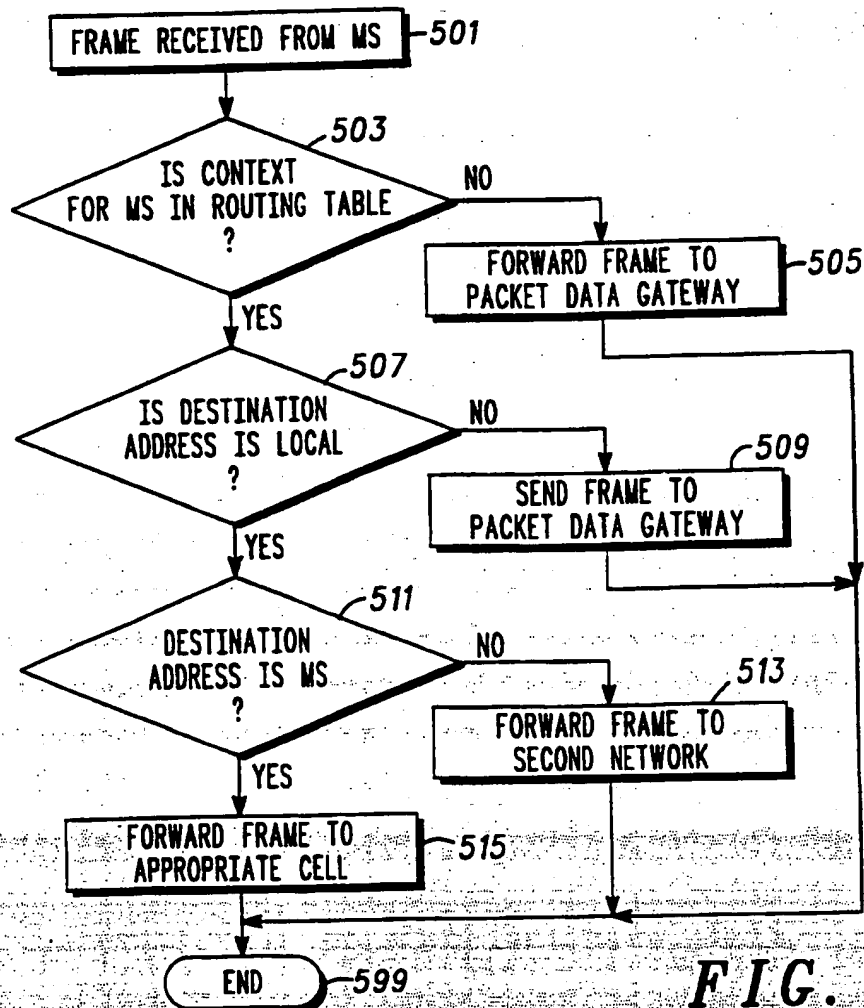 FRAME RECEIVED FROM MS
501
503
IS CONTEXT
FOR MS IN ROUTING TABLE
?
NO
FORWARD FRAME TO
PACKET DATA GATEWAY
505
YES
507
IS DESTINATION
ADDRESS IS LOCAL
?
NO
509
SEND FRAME TO
PACKET DATA GATEWAY
YES
511
DESTINATION
ADDRESS IS MS
?
NO
513
FORWARD FRAME TO
SECOND NETWORK
YES
FORWARD FRAME TO
APPROPRIATE CELL
515
END
599
FIG.